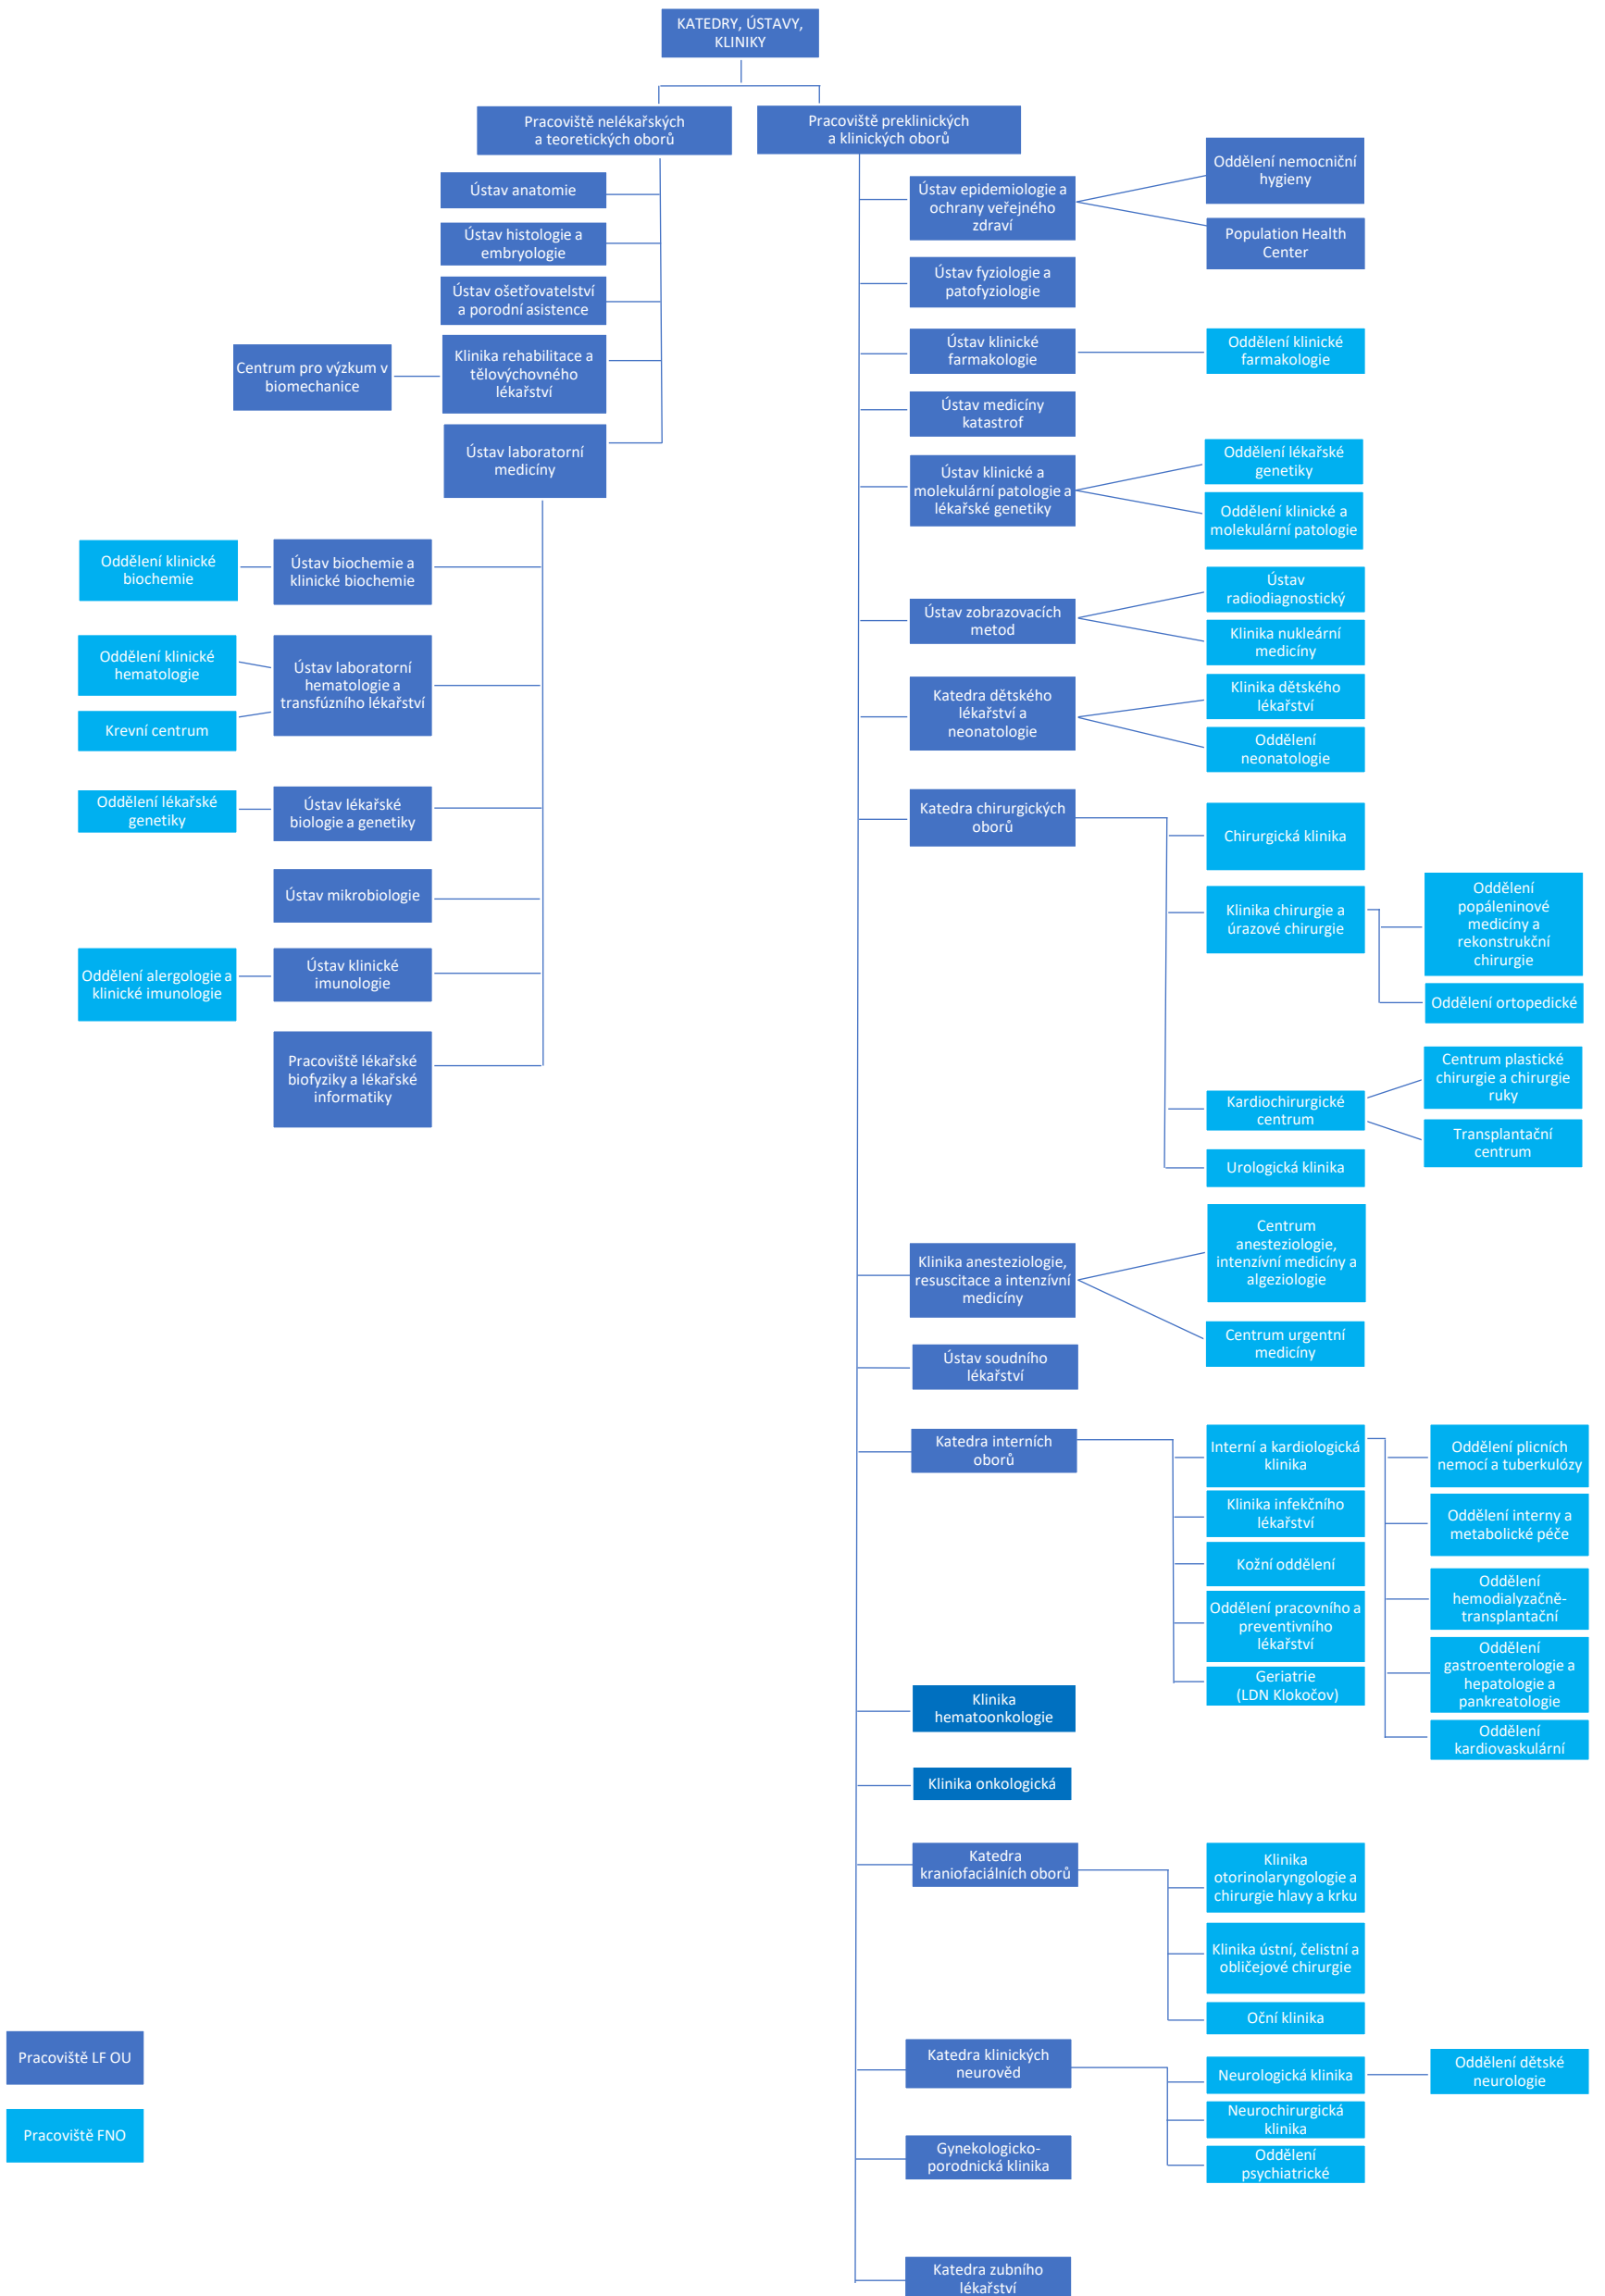 KATEDRY, ÚSTAVY,
KLINIKY
Pracoviště nelékařských
a teoretických oborů
Pracoviště preklinických
a klinických oborů
Ústav anatomie
Ústav histologie a
embryologie
Ústav ošetřovatelství
a porodní asistence
Klinika rehabilitace a
tělovýchovného
lékařství
Centrum pro výzkum v
biomechanice
Ústav laboratorní
medicíny
Oddělení klinické
biochemie
Ústav biochemie a
klinické biochemie
Oddělení klinické
hematologie
Krevní centrum
Ústav laboratorní
hematologie a
transfúzního lékařství
Oddělení lékařské
genetiky
Ústav lékařské
biologie a genetiky
Ústav mikrobiologie
Oddělení alergologie a
klinické imunologie
Ústav klinické
imunologie
Pracoviště lékařské
biofyziky a lékařské
informatiky
Ústav epidemiologie a
ochrany veřejného
zdraví
Oddělení nemocniční
hygieny
Population Health
Center
Ústav fyziologie a
patofyziologie
Ústav klinické
farmakologie
Oddělení klinické
farmakologie
Ústav medicíny
katastrof
Ústav klinické a
molekulární patologie a
lékařské genetiky
Oddělení lékařské
genetiky
Oddělení klinické a
molekulární patologie
Ústav zobrazovacích
metod
Ústav
radiodiagnostický
Klinika nukleární
medicíny
Katedra dětského
lékařství a
neonatologie
Klinika dětského
lékařství
Oddělení
neonatologie
Katedra chirurgických
oborů
Chirurgická klinika
Klinika chirurgie a
úrazové chirurgie
Oddělení
popáleninové
medicíny a
rekonstrukční
chirurgie
Oddělení ortopedické
Kardiochirurgické
centrum
Centrum plastické
chirurgie a chirurgie
ruky
Transplantační
centrum
Urologická klinika
Klinika anesteziologie,
resuscitace a intenzívní
medicíny
Centrum
anesteziologie,
intenzívní medicíny a
algeziologie
Centrum urgentní
medicíny
Ústav soudního
lékařství
Katedra interních
oborů
Interní a kardiologická
klinika
Klinika infekčního
lékařství
Kožní oddělení
Oddělení pracovního a
preventivního
lékařství
Geriatrie
(LDN Klokočov)
Oddělení plicních
nemocí a tuberkulózy
Oddělení interny a
metabolické péče
Oddělení
hemodialyzačně-
transplantační
Oddělení
gastroenterologie a
hepatologie a
pankreatologie
Oddělení
kardiovaskulární
Klinika
hematoonkologie
Klinika onkologická
Katedra
kraniofaciálních oborů
Klinika
otorinolaryngologie a
chirurgie hlavy a krku
Klinika ústní, čelistní a
obličejové chirurgie
Oční klinika
Katedra klinických
neurověd
Neurologická klinika
Oddělení dětské
neurologie
Neurochirurgická
klinika
Oddělení
psychiatrické
Gynekologicko-
porodnická klinika
Katedra zubního
lékařství
Pracoviště LF OU
Pracoviště FNO